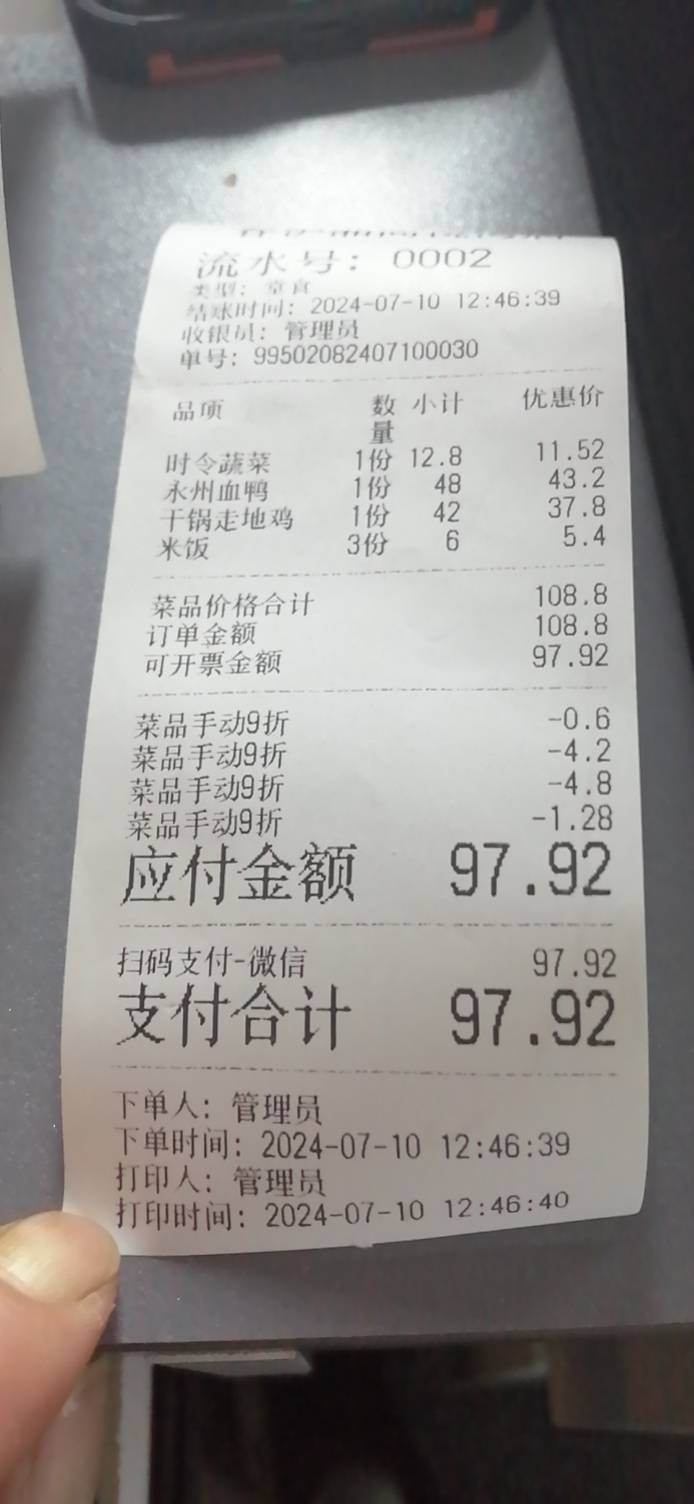 流水号: 0002
类型: 堂食
结账时间: 2024-07-10 12:46:39
收银员: 管理员
单号: 99502082407100030
品项 数量 小计 优惠价
时令蔬菜 1份 12.8 11.52
永州血鸭 1份 48 43.2
干锅走地鸡 1份 42 37.8
米饭 3份 6 5.4
菜品价格合计 108.8
订单金额 108.8
可开票金额 97.92
菜品手动9折 -0.6
菜品手动9折 -4.2
菜品手动9折 -4.8
菜品手动9折 -1.28
应付金额 97.92
扫码支付-微信 97.92
支付合计 97.92
下单人: 管理员
下单时间: 2024-07-10 12:46:39
打印人: 管理员
打印时间: 2024-07-10 12:46:40